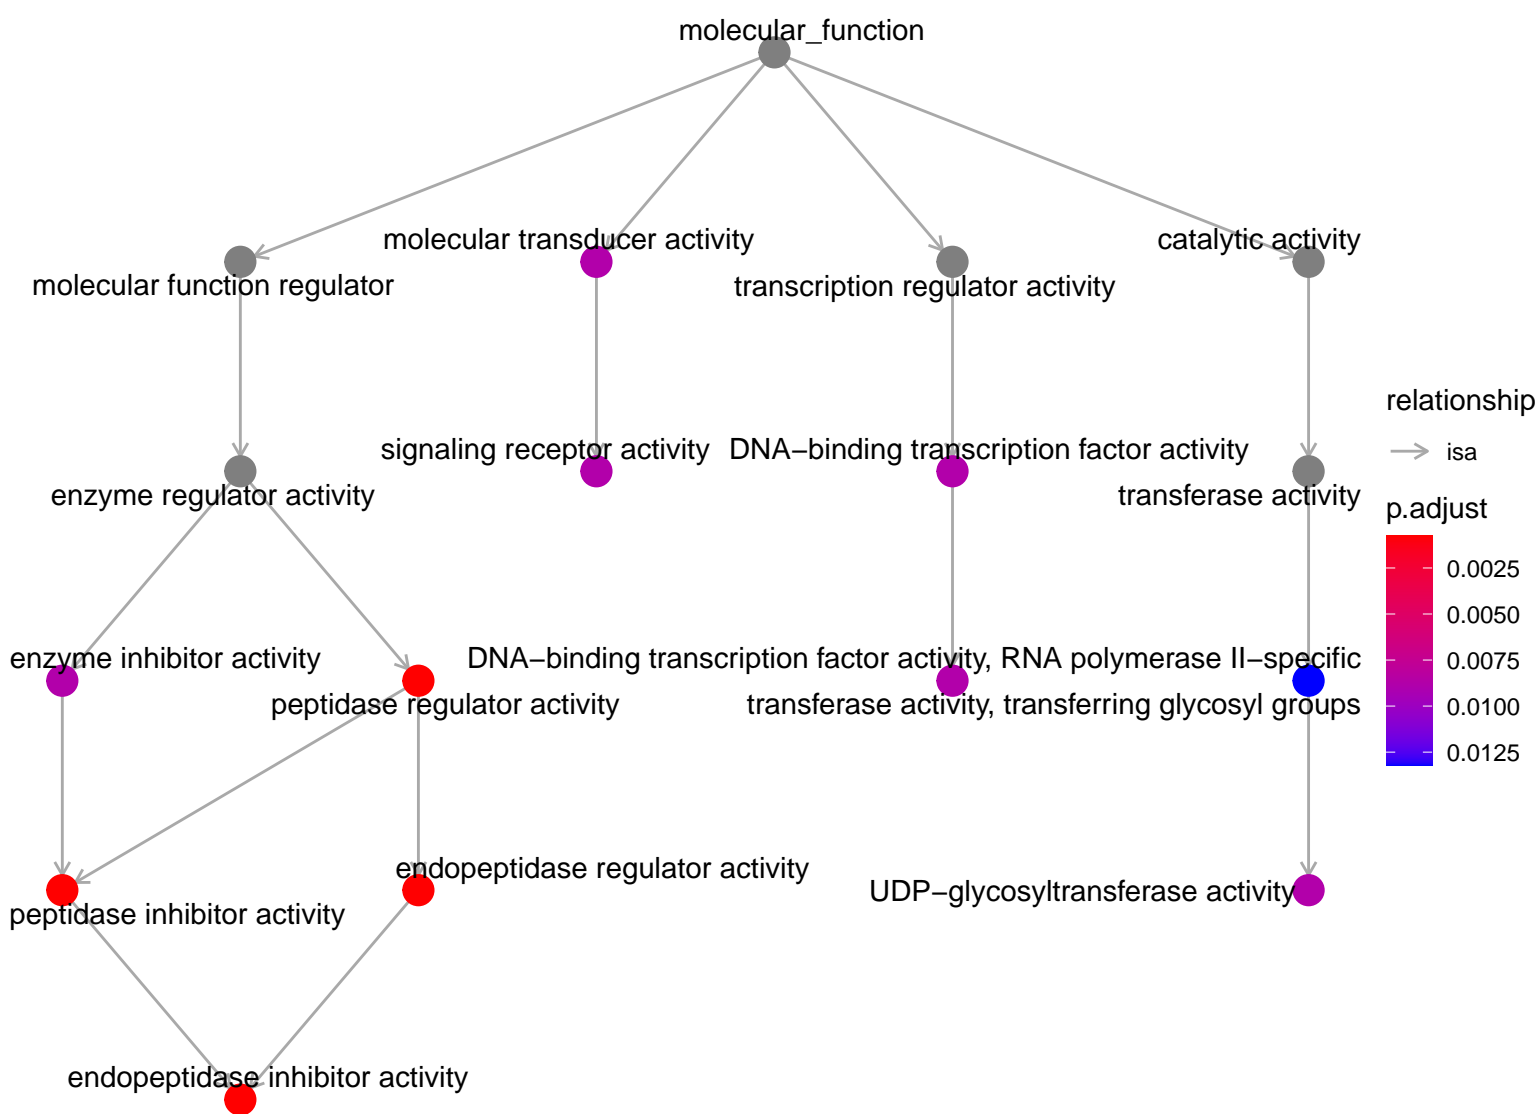 molecular_function
molecular transducer activity
catalytic activity
molecular function regulator
transcription regulator activity
relationship
isa
signaling receptor activity
DNA−binding transcription factor activity
enzyme regulator activity
transferase activity
p.adjust
0.0025
0.0050
0.0075
0.0100
0.0125
enzyme inhibitor activity
DNA−binding transcription factor activity, RNA polymerase II−specific
peptidase regulator activity
transferase activity, transferring glycosyl groups
endopeptidase regulator activity
UDP−glycosyltransferase activity
peptidase inhibitor activity
endopeptidase inhibitor activity